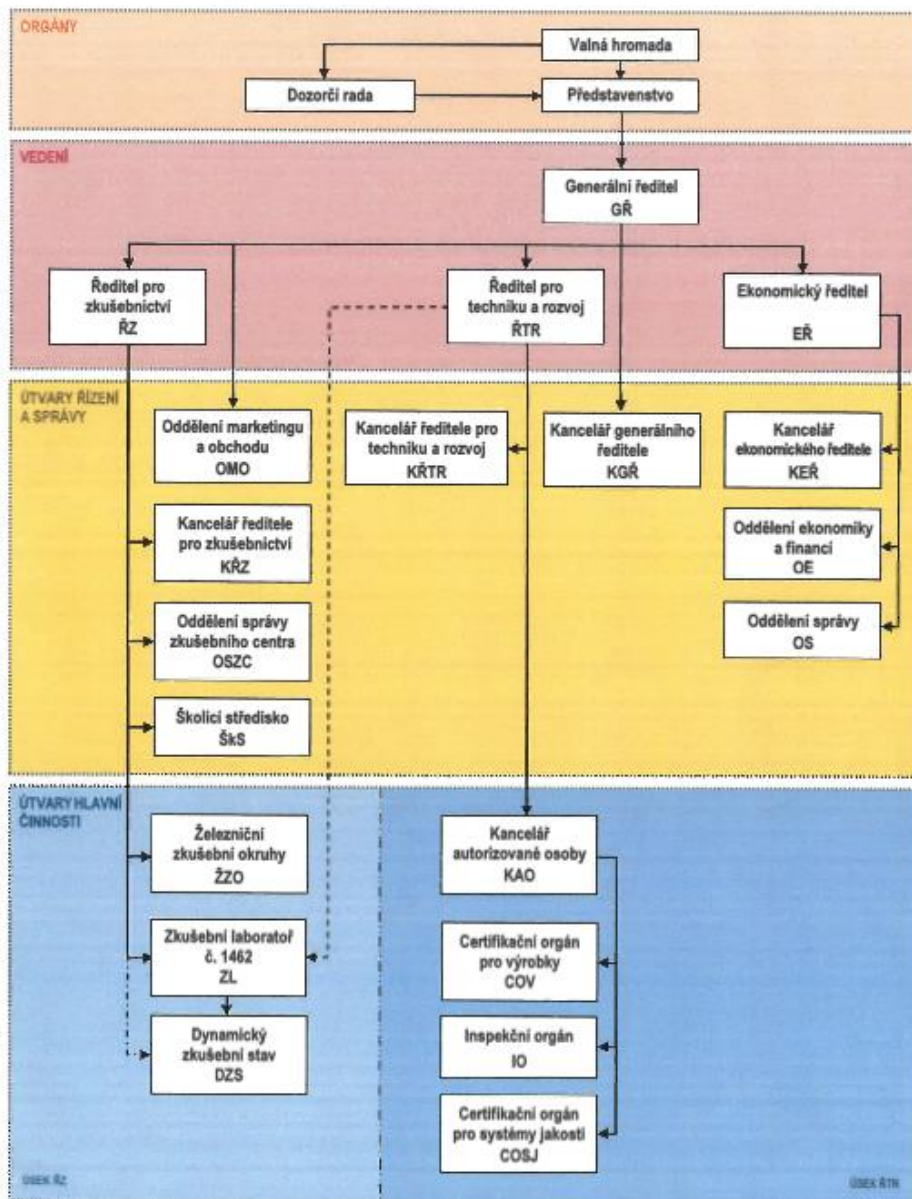 ORGÁNY
Valná hromada
Dozorčí rada
Představenstvo
VEDENÍ
Generální ředitel
GŘ
Ředitel pro
zkušebnictví
ŘZ
Ředitel pro
techniku a rozvoj
ŘTR
Ekonomický ředitel
EŘ
ÚTVARY ŘÍZENÍ
A SPRÁVY
Oddělení marketingu
a obchodu
OMO
Kancelář ředitele pro
techniku a rozvoj
KŘTR
Kancelář generálního
ředitele
KGŘ
Kancelář
ekonomického ředitele
KEŘ
Kancelář ředitele
pro zkušebnictví
KŘZ
Oddělení ekonomiky
a financí
OE
Oddělení správy
zkušebního centra
OSZC
Oddělení správy
OS
Školicí středisko
ŠkS
ÚTVARY HLAVNÍ
ČINNOSTI
Železniční
zkušební okruhy
ŽZO
Kancelář
autorizované osoby
KAO
Zkušební laboratoř
č. 1462
ZL
Certifikační orgán
pro výrobky
COV
Dynamický
zkušební stav
DZS
Inspekční orgán
IO
Certifikační orgán
pro systémy jakosti
COSJ
ÚSEK ŘZ
ÚSEK ŘTR